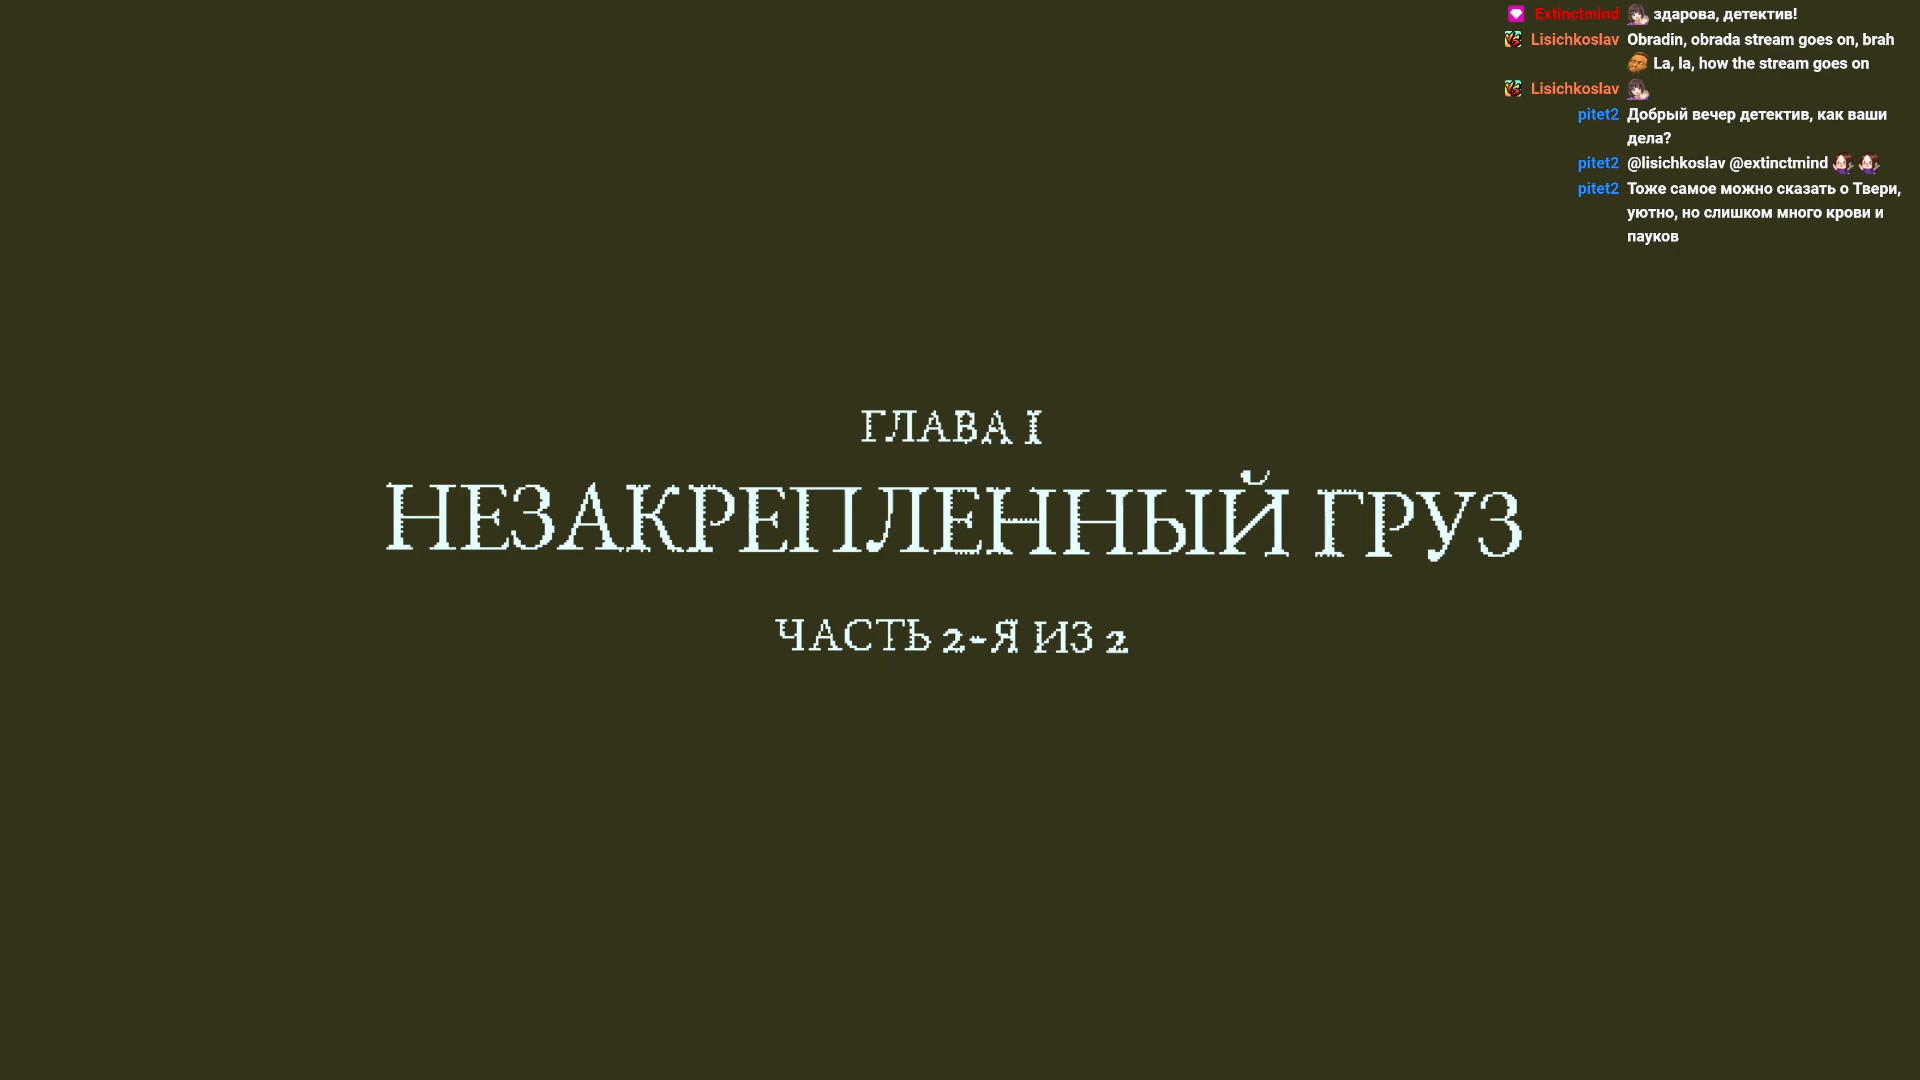 Extinctmind здарова, детектив!
Lisichkoslav Obradin, obrada stream goes on, brah
La, la, how the stream goes on
Lisichkoslav
pitet2 Добрый вечер детектив, как ваши
дела?
pitet2 @lisichkoslav @extinctmind
pitet2 Тоже самое можно сказать о Твери,
уютно, но слишком много крови и
пауков
ГЛАВА I
НЕЗАКРЕПЛЕННЫЙ ГРУЗ
ЧАСТЬ 2-Я ИЗ 2